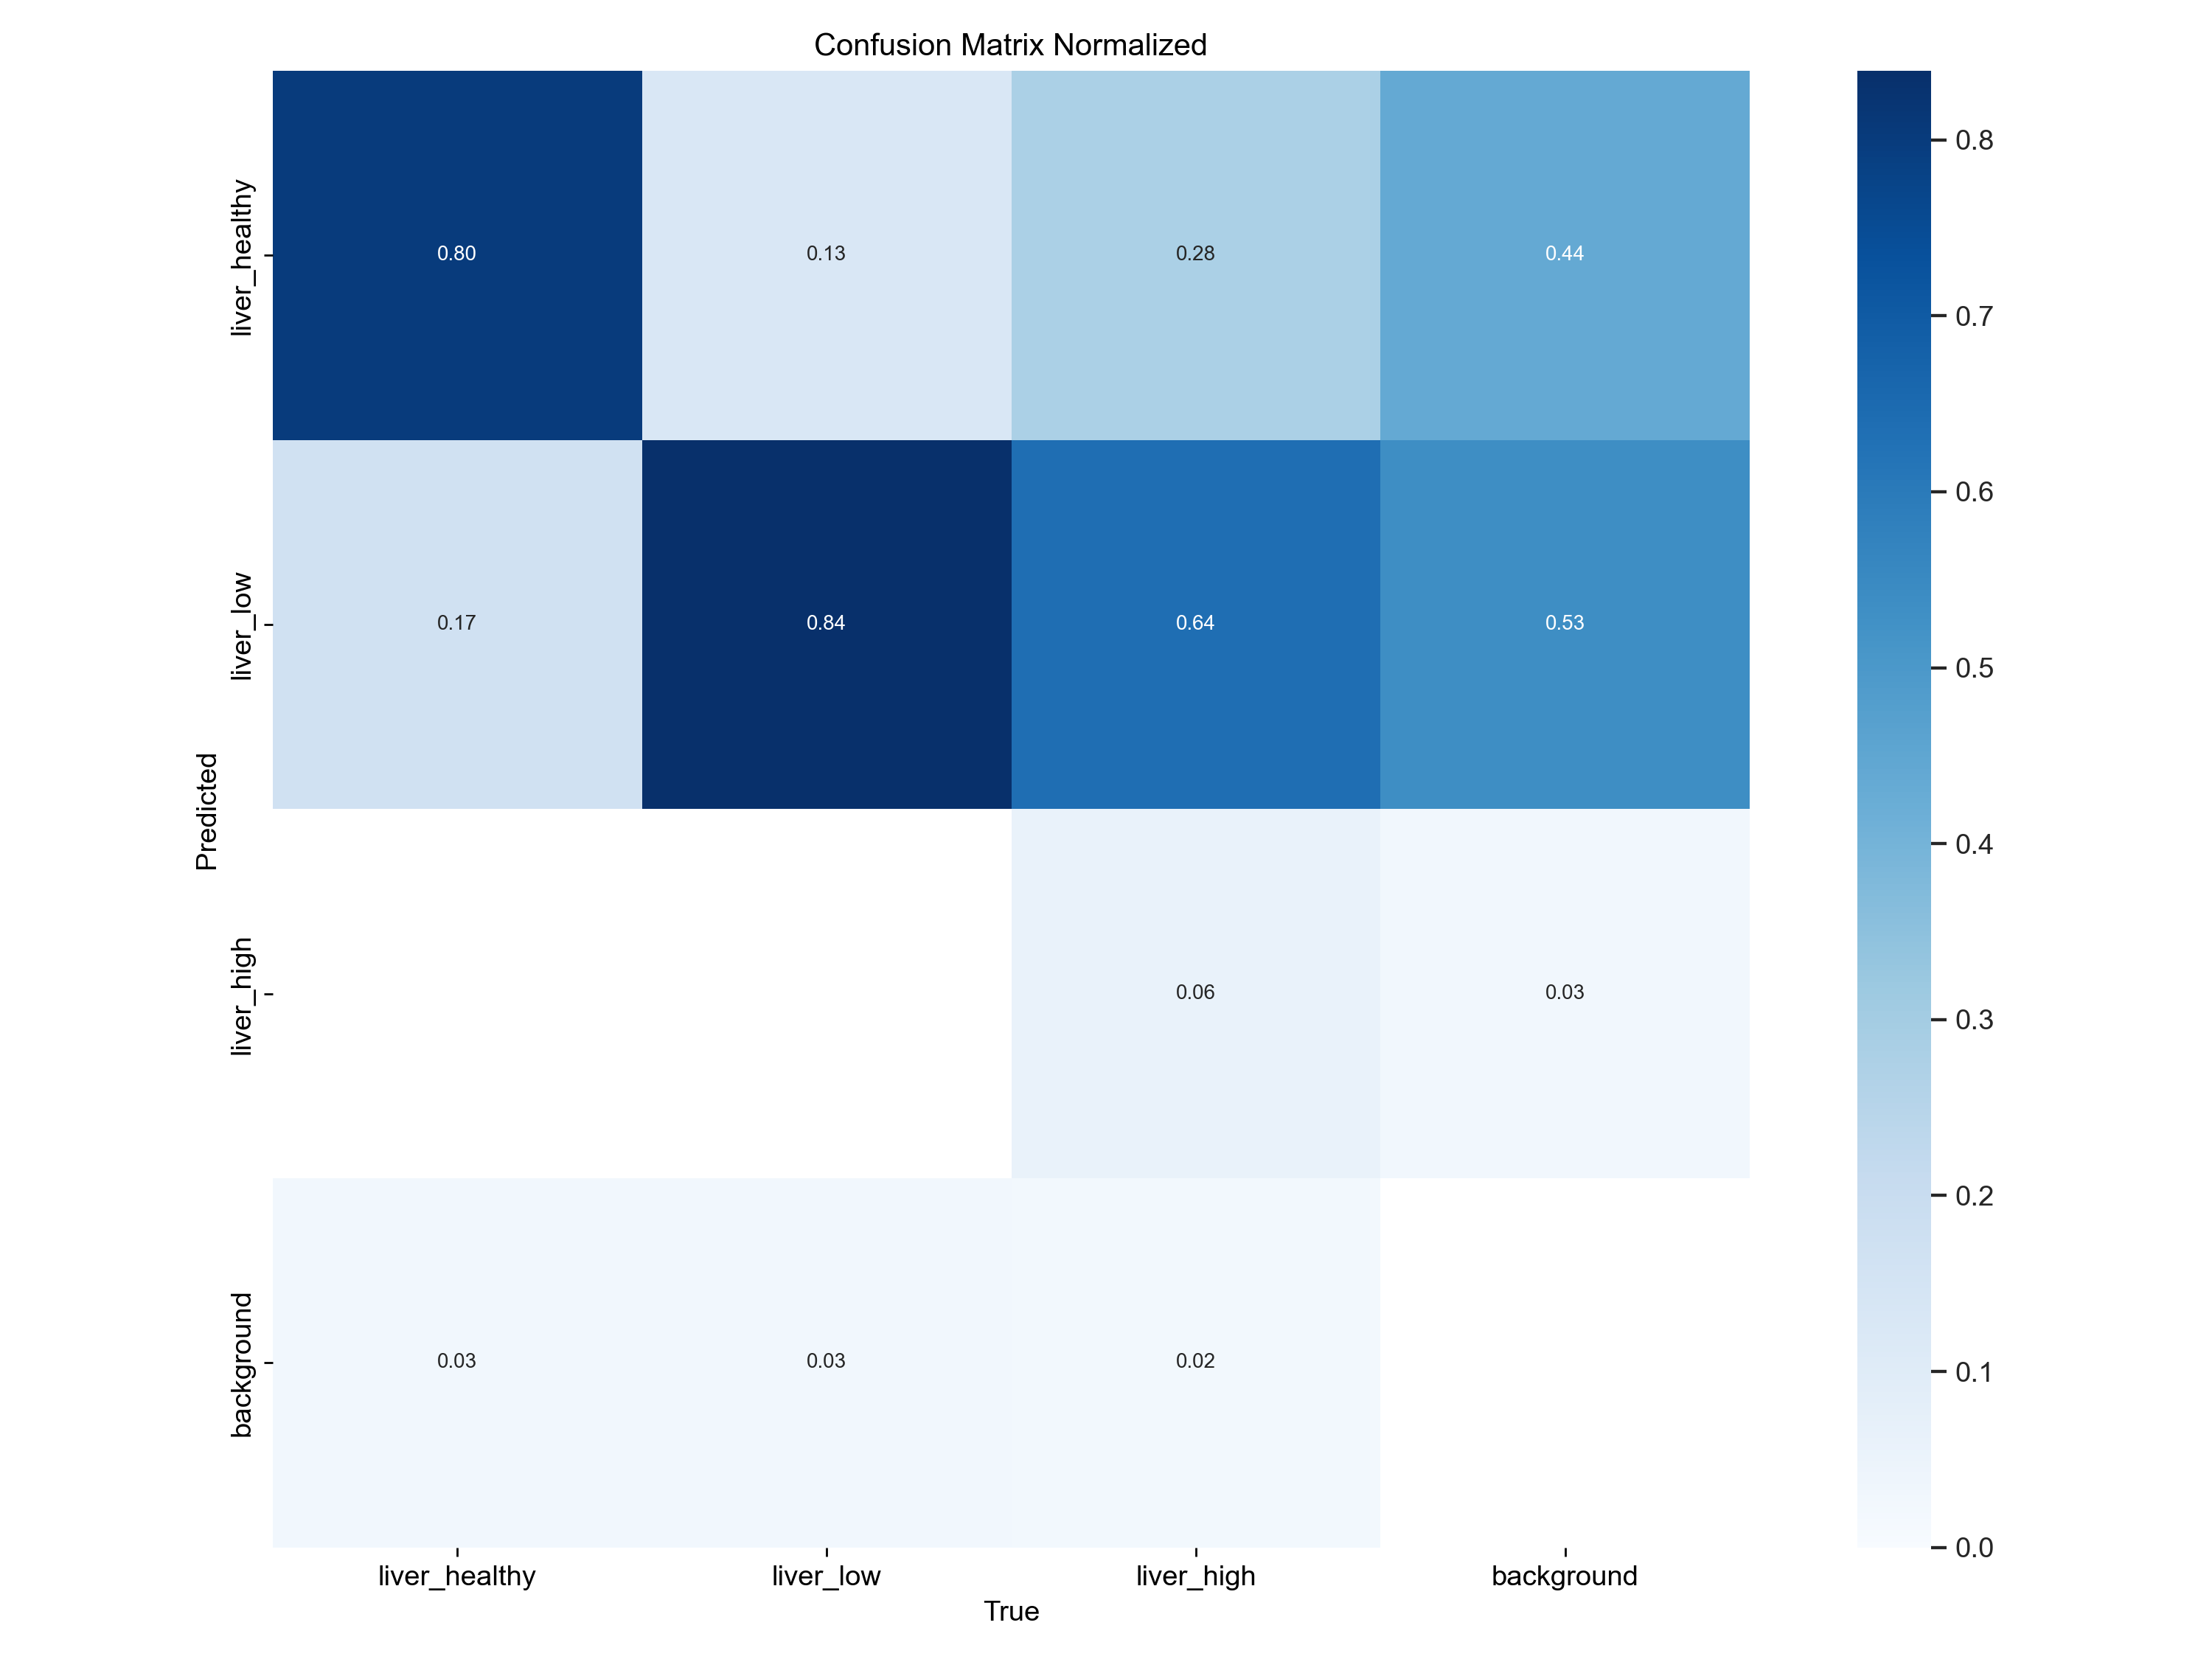 Confusion Matrix Normalized
liver_healthy
0.80
0.13
0.28
0.44
0.8
0.7
0.6
liver_low
0.17
0.84
0.64
0.53
0.5
0.4
Predicted
liver_high
0.06
0.03
0.3
0.2
background
0.03
0.03
0.02
0.1
0.0
liver_healthy
liver_low
liver_high
background
True